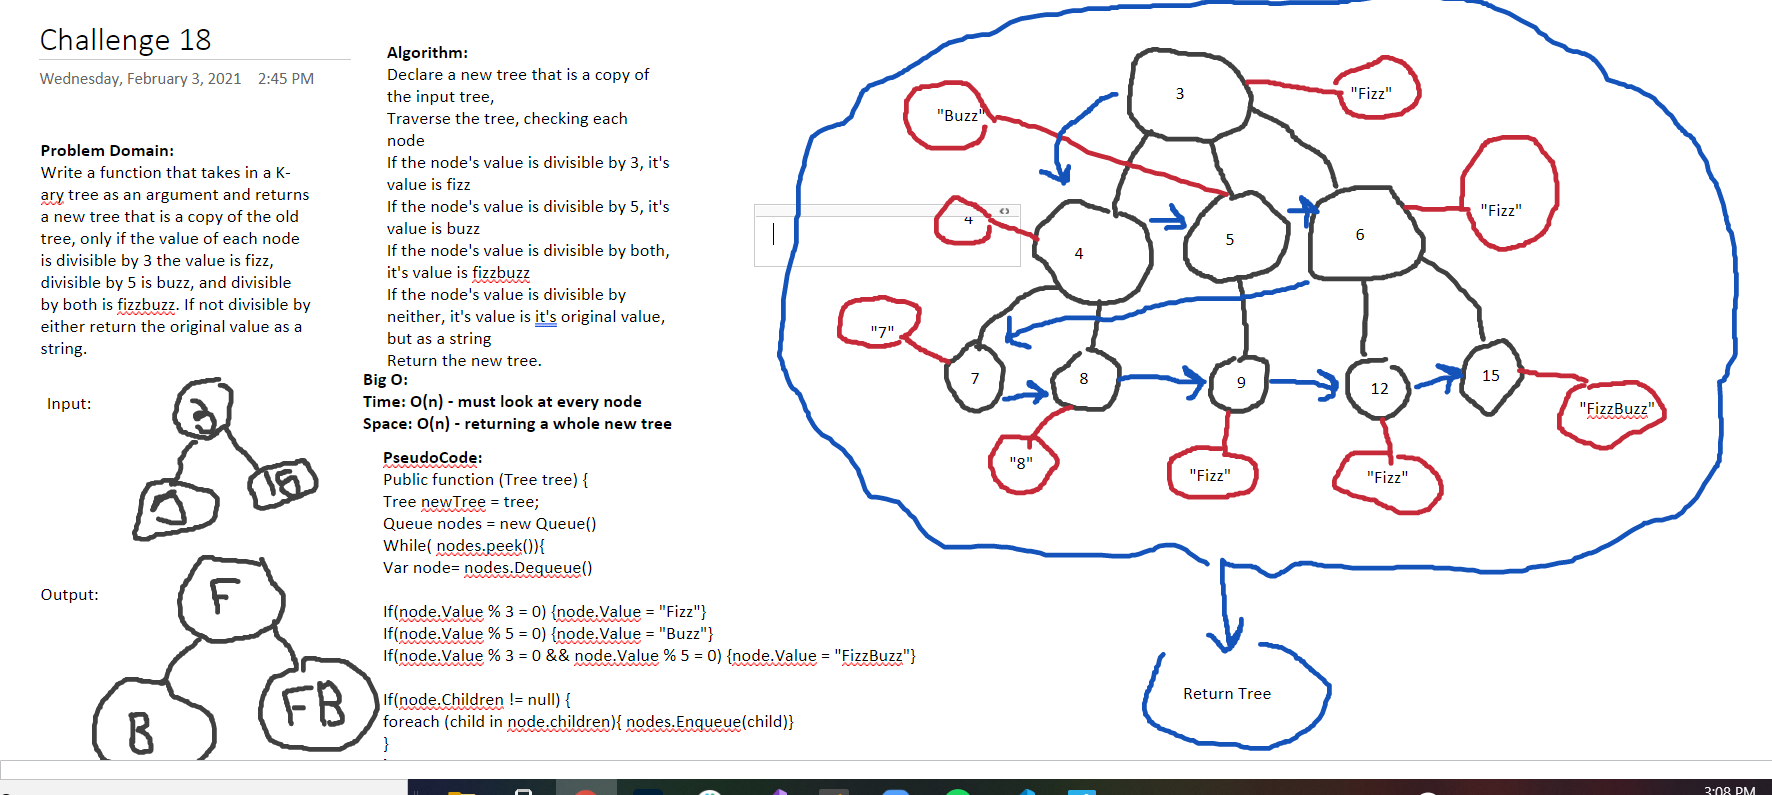 Challenge 18
Wednesday, February 3, 2021 2:45 PM
Problem Domain:
Write a function that takes in a K-
ary tree as an argument and returns
a new tree that is a copy of the old
tree, only if the value of each node
is divisible by 3 the value is fizz,
divisible by 5 is buzz, and divisible
by both is fizzbuzz. If not divisible by
either return the original value as a
string.
Input:
3
5
15
Output:
F
B
FB
Algorithm:
Declare a new tree that is a copy of
the input tree,
Traverse the tree, checking each
node
If the node's value is divisible by 3, it's
value is fizz
If the node's value is divisible by 5, it's
value is buzz
If the node's value is divisible by both,
it's value is fizzbuzz
If the node's value is divisible by
neither, it's value is it's original value,
but as a string
Return the new tree.
Big O:
Time: O(n) - must look at every node
Space: O(n) - returning a whole new tree
PseudoCode:
Public function (Tree tree) {
Tree newTree = tree;
Queue nodes = new Queue()
While( nodes.peek()){
Var node= nodes.Dequeue()
If(node.Value % 3 = 0) {node.Value = "Fizz"}
If(node.Value % 5 = 0) {node.Value = "Buzz"}
If(node.Value % 3 = 0 && node.Value % 5 = 0) {node.Value = "FizzBuzz"}
If(node.Children != null) {
foreach (child in node.children){ nodes.Enqueue(child)}
}
3
"Fizz"
"Buzz"
"Fizz"
4
4
5
6
"7"
7
8
9
12
15
"FizzBuzz"
"8"
"Fizz"
"Fizz"
Return Tree
3:08 PM